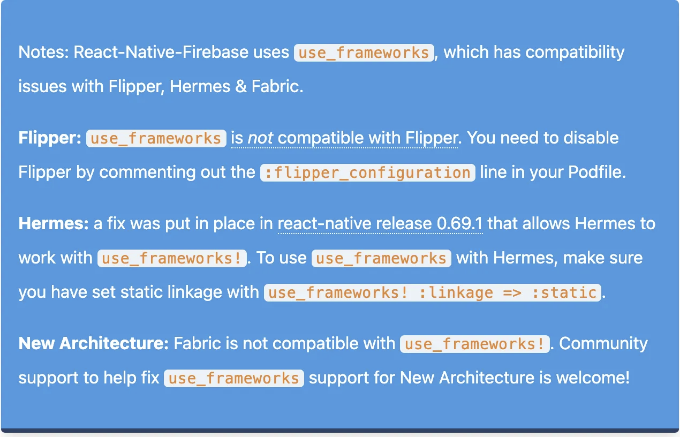 Notes: React-Native-Firebase uses use_frameworks, which has compatibility
issues with Flipper, Hermes & Fabric.
Flipper: use_frameworks is not compatible with Flipper. You need to disable
Flipper by commenting out the :flipper_configuration line in your Podfile.
Hermes: a fix was put in place in react-native release 0.69.1 that allows Hermes to
work with use_frameworks!. To use use_frameworks with Hermes, make sure
you have set static linkage with use_frameworks! :linkage => :static.
New Architecture: Fabric is not compatible with use_frameworks!. Community
support to help fix use_frameworks support for New Architecture is welcome!